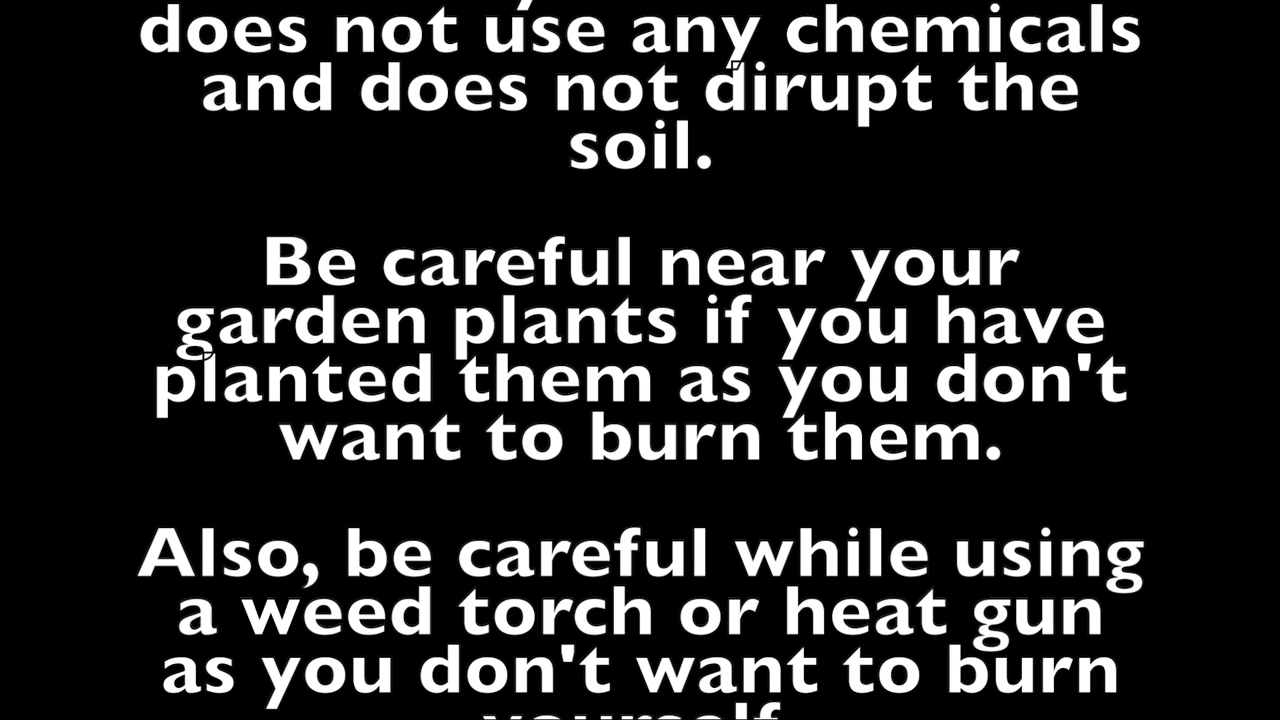 does not use any chemicals
and does not dirupt the
soil.
Be careful near your
garden plants if you have
planted them as you don't
want to burn them.
Also, be careful while using
a weed torch or heat gun
as you don't want to burn
yourself